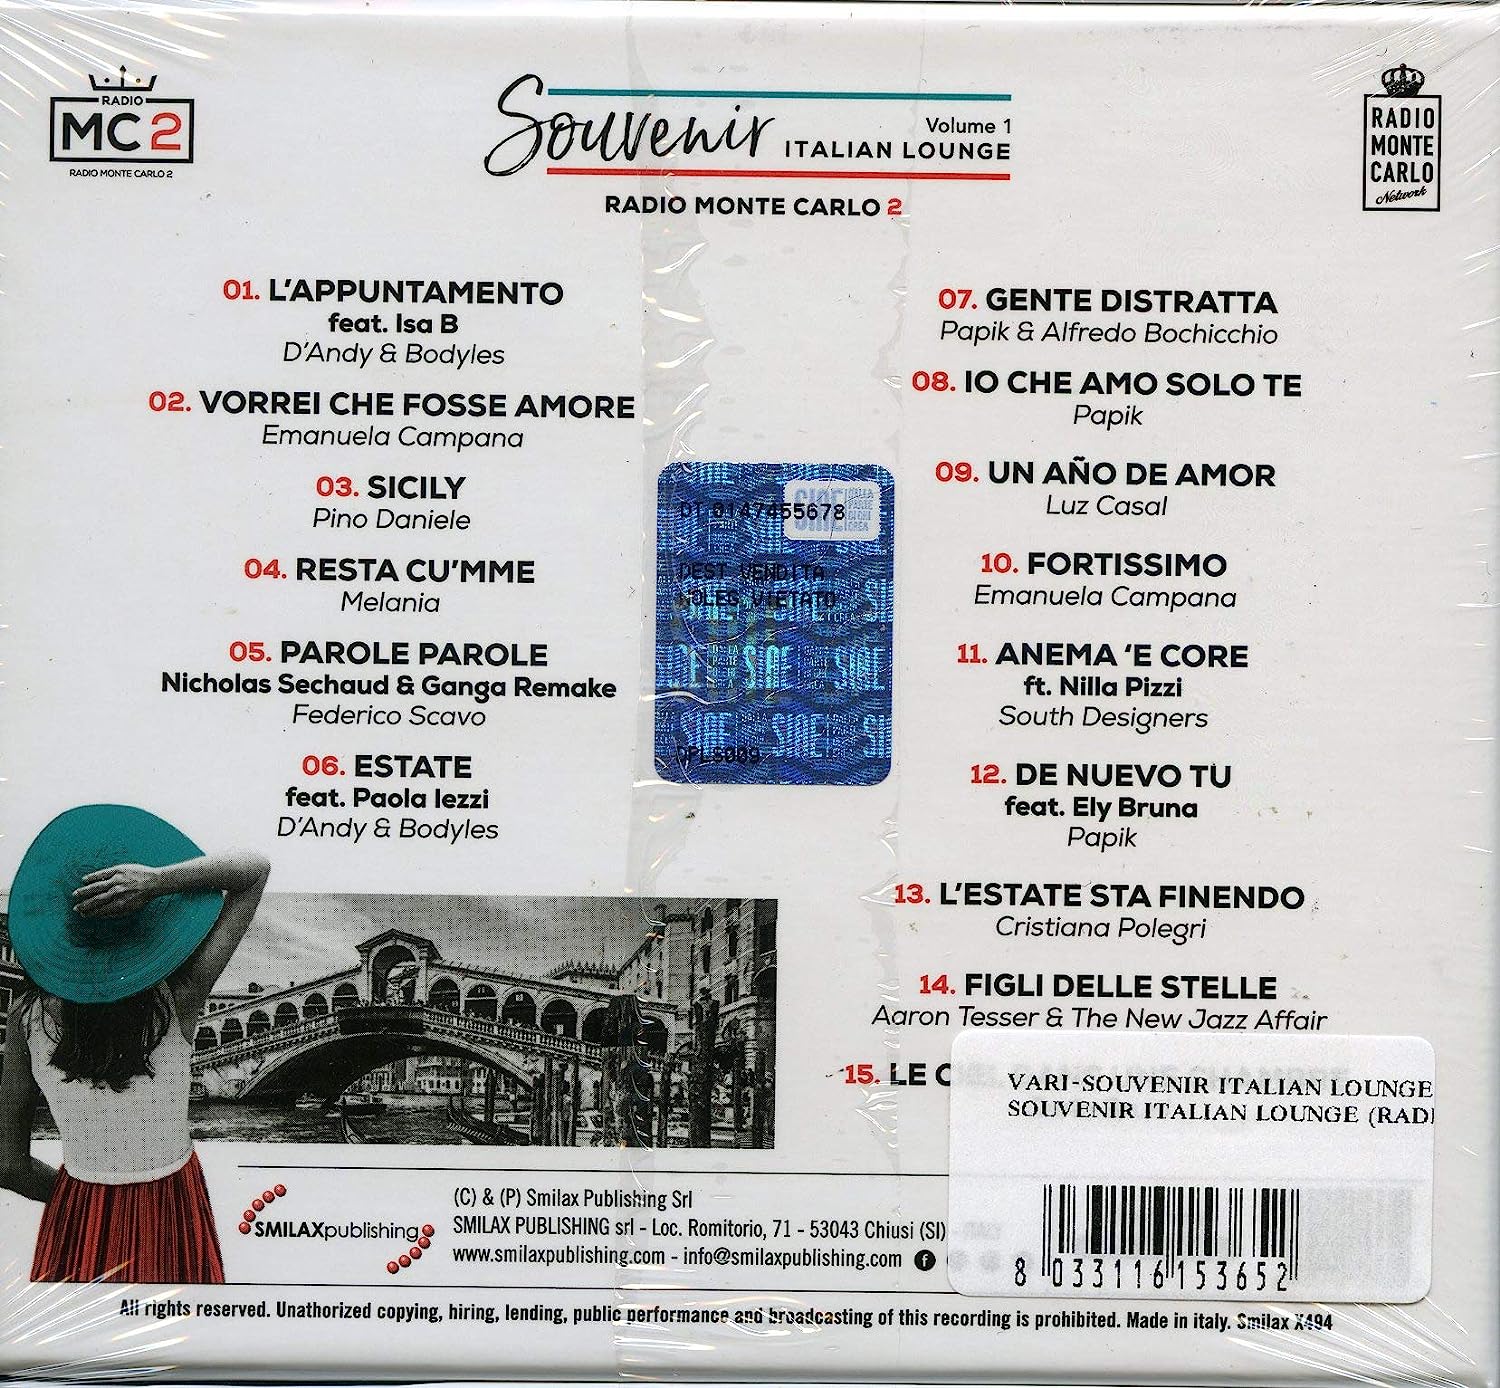 RADIO
MC2
RADIO MONTE CARLO 2
Souvenir
Volume 1
ITALIAN LOUNGE
RADIO MONTE CARLO 2
RADIO
MONTE
CARLO
Network
01. L'APPUNTAMENTO
feat. Isa B
D'Andy & Bodyles
02. VORREI CHE FOSSE AMORE
Emanuela Campana
03. SICILY
Pino Daniele
04. RESTA CU'MME
Melania
05. PAROLE PAROLE
Nicholas Sechaud & Ganga Remake
Federico Scavo
06. ESTATE
feat. Paola Iezzi
D'Andy & Bodyles
07. GENTE DISTRATTA
Papik & Alfredo Bochicchio
08. IO CHE AMO SOLO TE
Papik
09. UN AÑO DE AMOR
Luz Casal
10. FORTISSIMO
Emanuela Campana
11. ANEMA 'E CORE
ft. Nilla Pizzi
South Designers
12. DE NUEVO TÙ
feat. Ely Bruna
Papik
13. L'ESTATE STA FINENDO
Cristiana Polegri
14. FIGLI DELLE STELLE
Aaron Tesser & The New Jazz Affair
15. LE C
SIAE
DT 0147455678
DEST VENDITA
NOLEG VIETATO
SIAE
OPLS009
VARI-SOUVENIR ITALIAN LOUNGE
SOUVENIR ITALIAN LOUNGE (RADI
8 033116 153652
SMILAXpublishing
(C) & (P) Smilax Publishing Srl
SMILAX PUBLISHING srl - Loc. Romitorio, 71 - 53043 Chiusi (SI)
www.smilaxpublishing.com - info@smilaxpublishing.com f
All rights reserved. Unathorized copying, hiring, lending, public performance and broadcasting of this recording is prohibited. Made in italy. Smilax X494